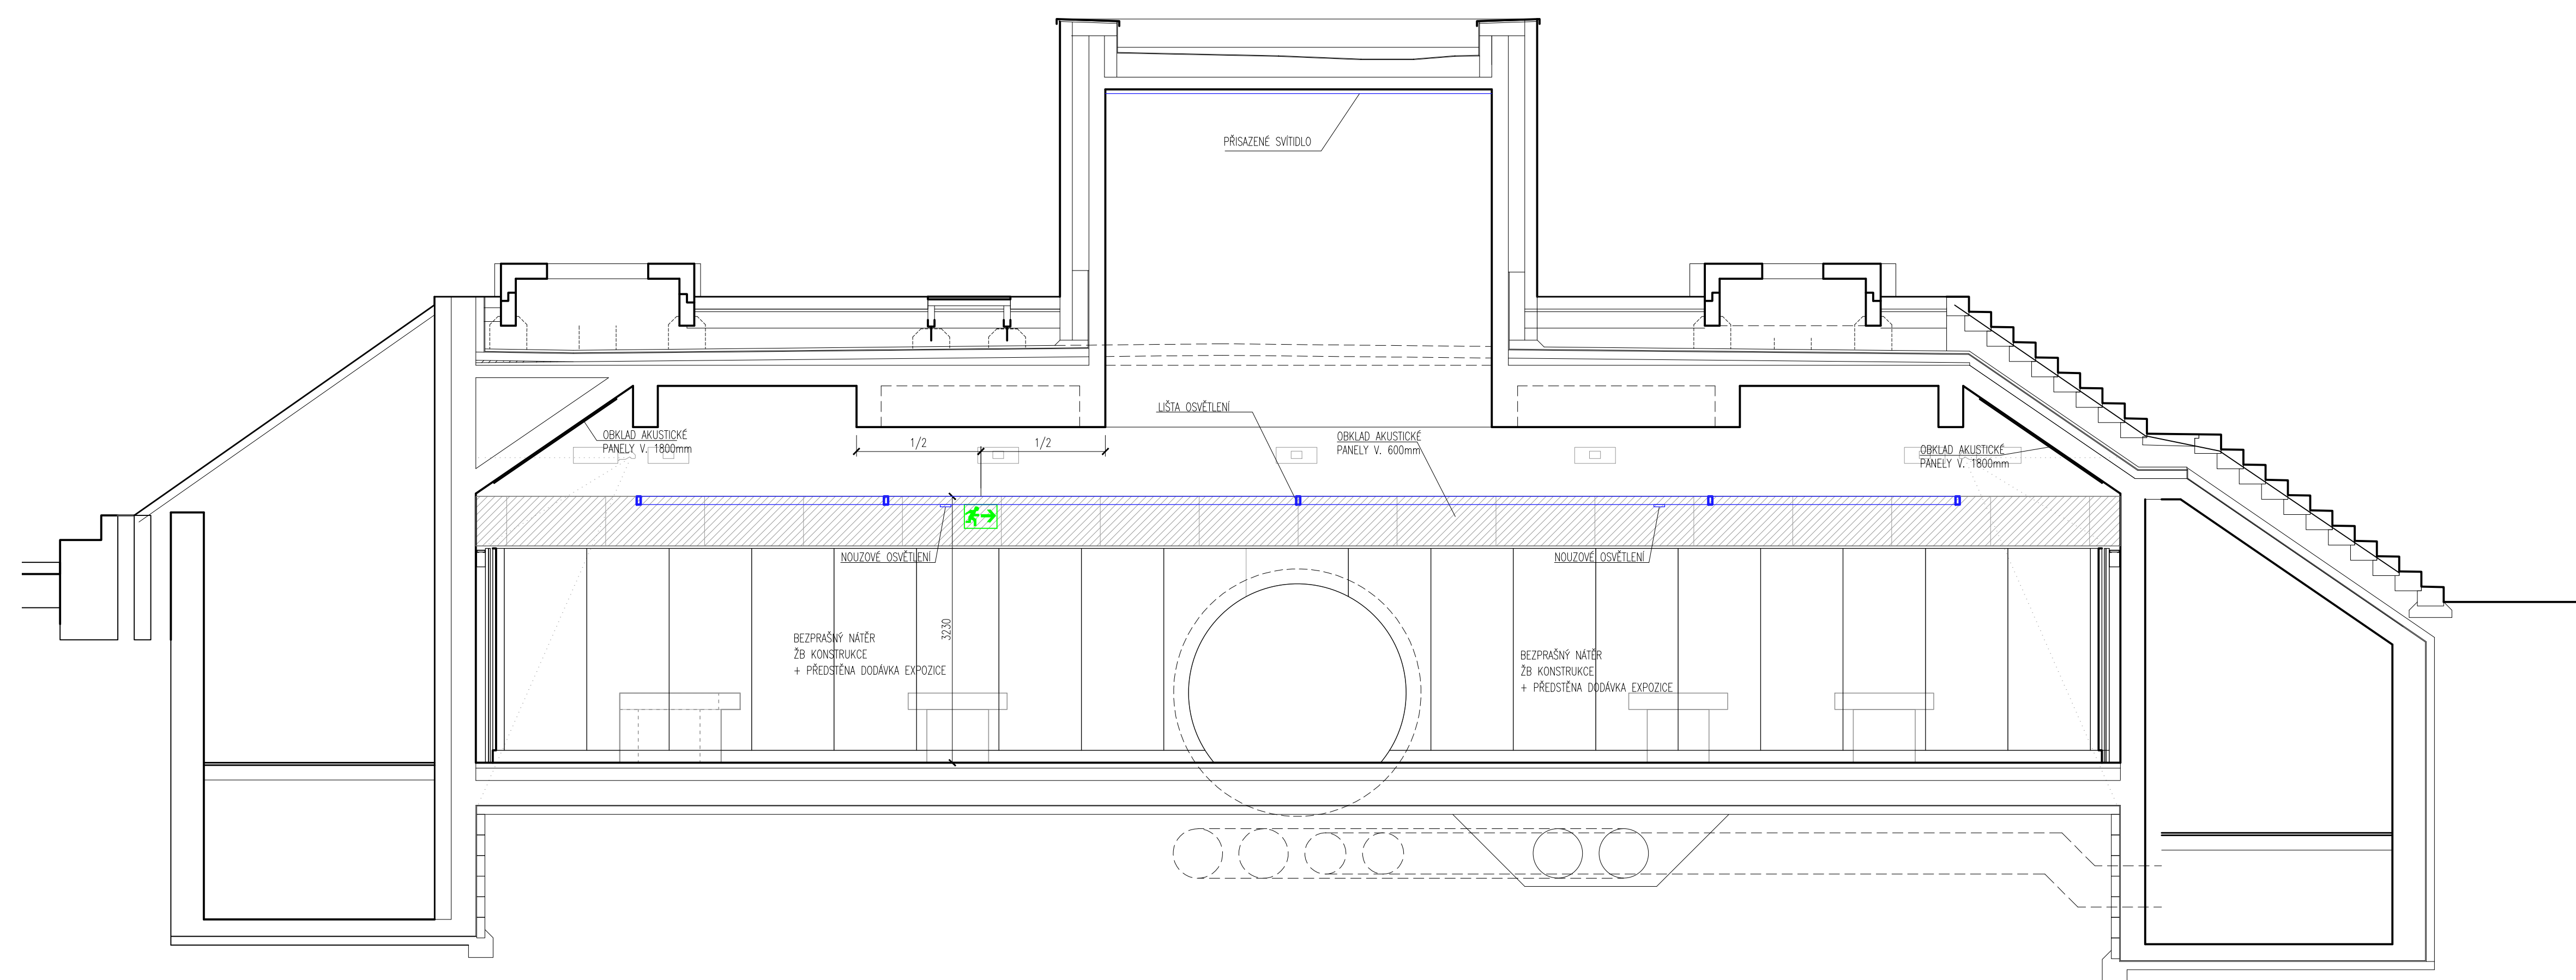 PŘISAZENÉ SVÍTIDLO
LIŠTA OSVĚTLENÍ
OBKLAD AKUSTICKÉ
PANELY V. 1800mm
1/2
1/2
OBKLAD AKUSTICKÉ
PANELY V. 600mm
OBKLAD AKUSTICKÉ
PANELY V. 1800mm
NOUZOVÉ OSVĚTLENÍ
NOUZOVÉ OSVĚTLENÍ
3230
BEZPRAŠNÝ NÁTĚR
ŽB KONSTRUKCE
+ PŘEDSTĚNA DODÁVKA EXPOZICE
BEZPRAŠNÝ NÁTĚR
ŽB KONSTRUKCE
+ PŘEDSTĚNA DODÁVKA EXPOZICE